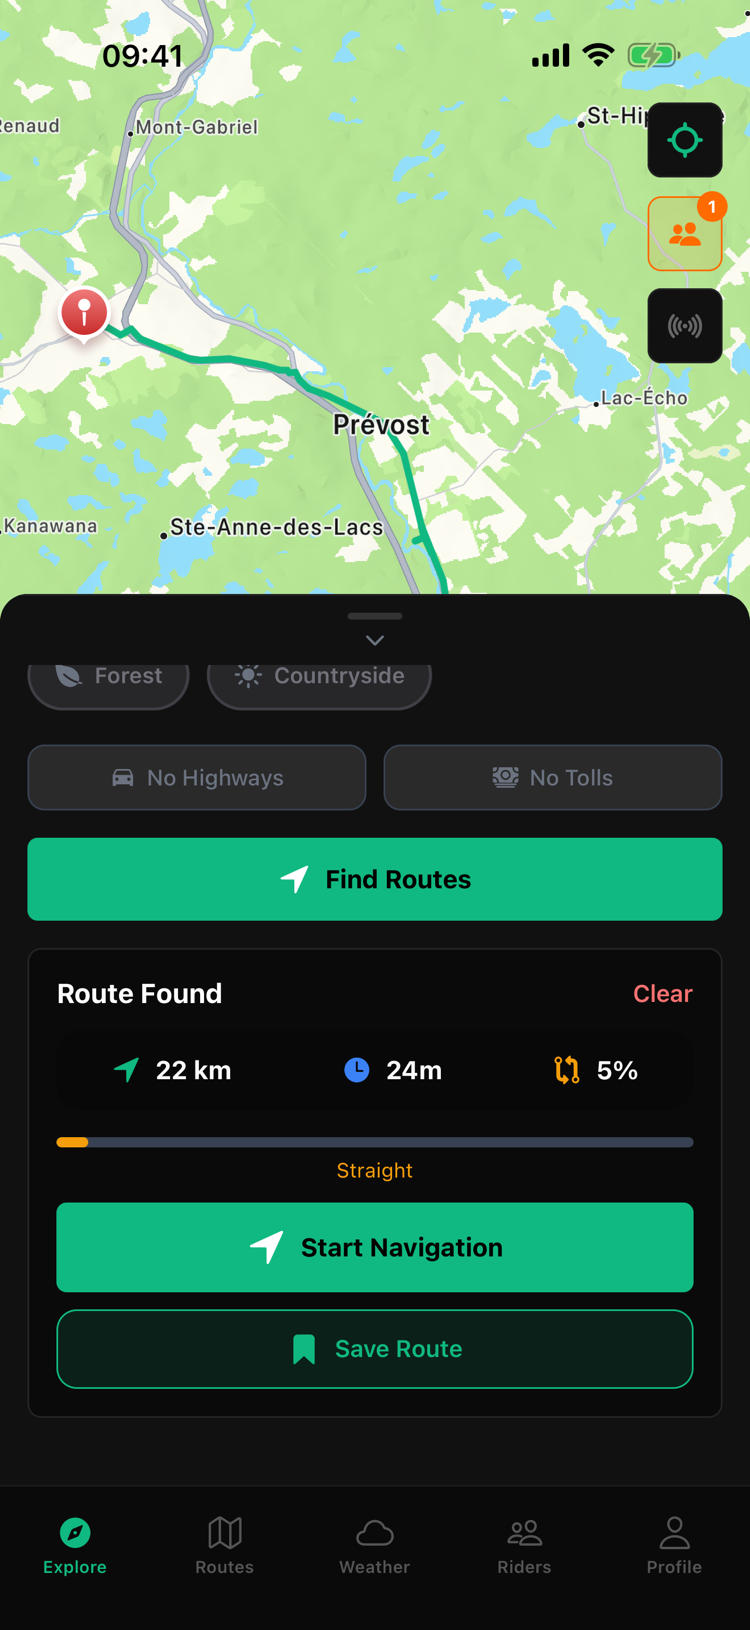 09:41
Renaud
Mont-Gabriel
St-Hip
1
Lac-Écho
Prévost
Kanawana
Ste-Anne-des-Lacs
Forest
Countryside
No Highways
No Tolls
Find Routes
Route Found
Clear
22 km
24m
5%
Straight
Start Navigation
Save Route
Explore
Routes
Weather
Riders
Profile